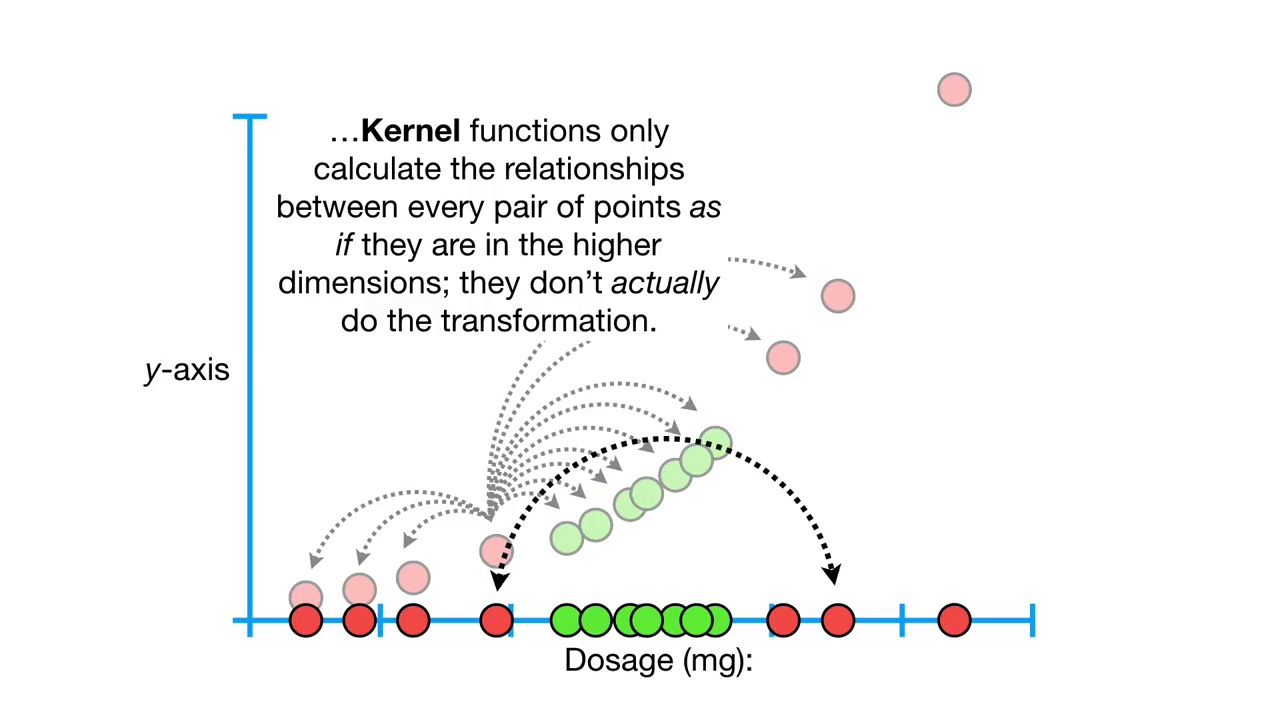 …Kernel functions only
calculate the relationships
between every pair of points as
if they are in the higher
dimensions; they don’t actually
do the transformation.
y-axis
Dosage (mg):